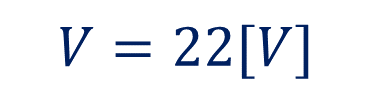 V = 22[V]